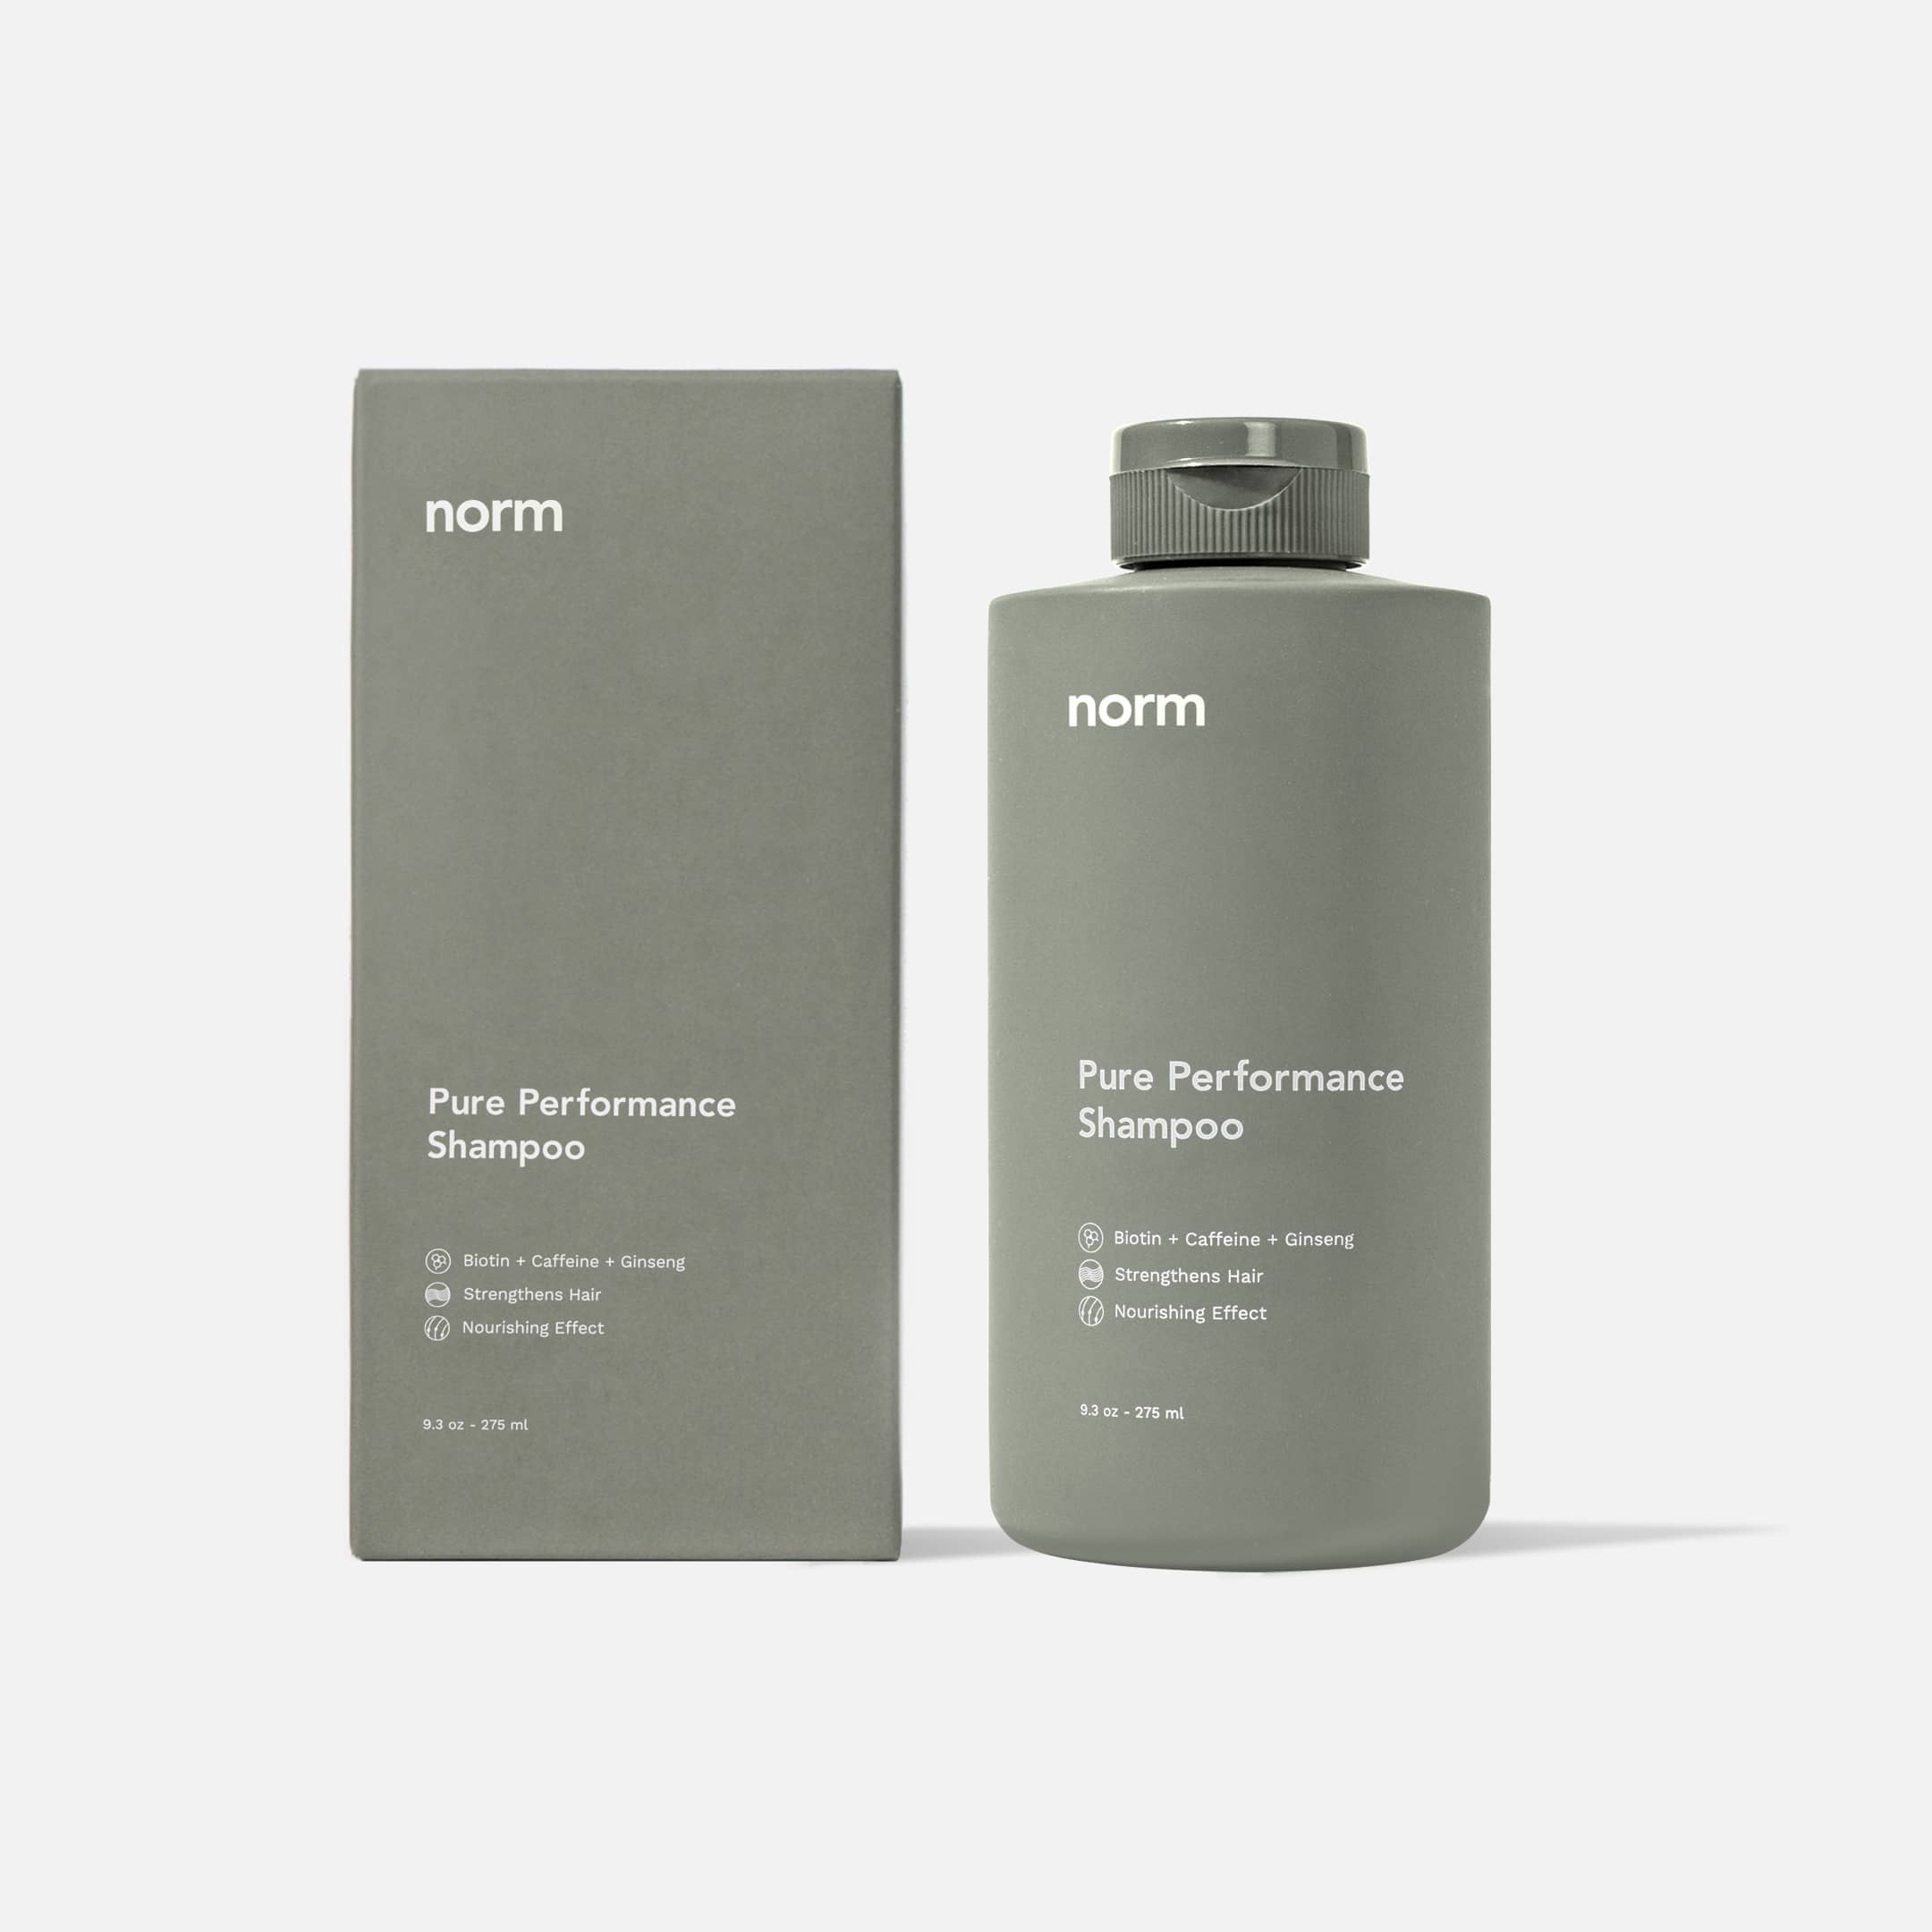 norm
Pure Performance
Shampoo
Biotin + Caffeine + Ginseng
Strengthens Hair
Nourishing Effect
9.3 oz - 275 ml
norm
Pure Performance
Shampoo
Biotin + Caffeine + Ginseng
Strengthens Hair
Nourishing Effect
9.3 oz - 275 ml